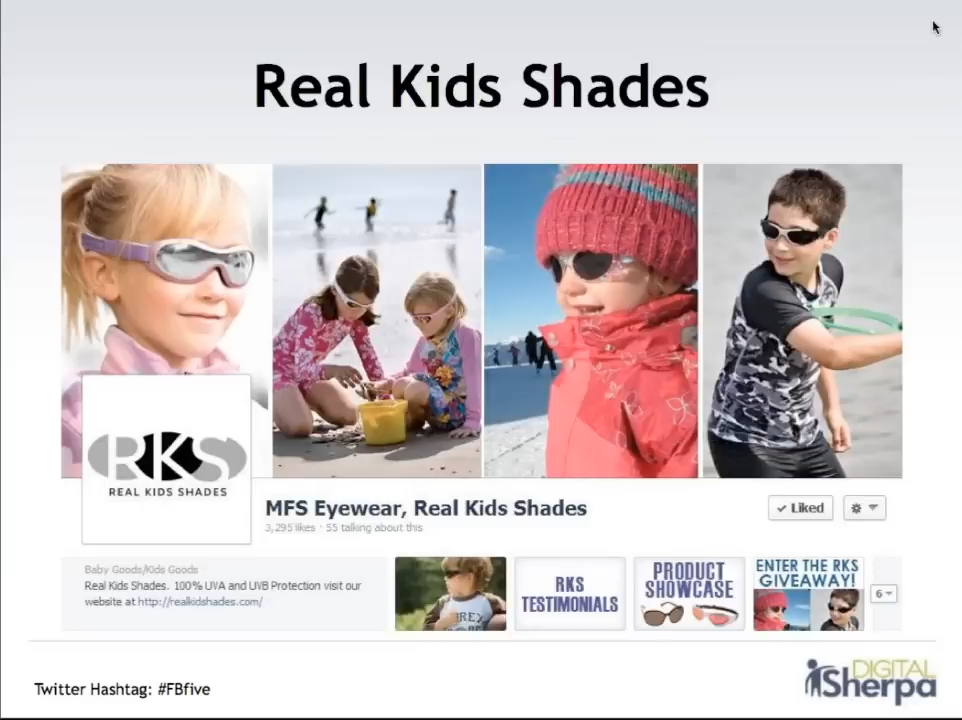 Real Kids Shades
RKS
REAL KIDS SHADES
MFS Eyewear, Real Kids Shades
3,295 likes · 55 talking about this
Liked
Baby Goods/Kids Goods
Real Kids Shades. 100% UVA and UVB Protection visit our
website at http://realkidshades.com/
RKS
TESTIMONIALS
PRODUCT
SHOWCASE
ENTER THE RKS
GIVEAWAY!
6
Twitter Hashtag: #FBfive
DIGITAL
Sherpa